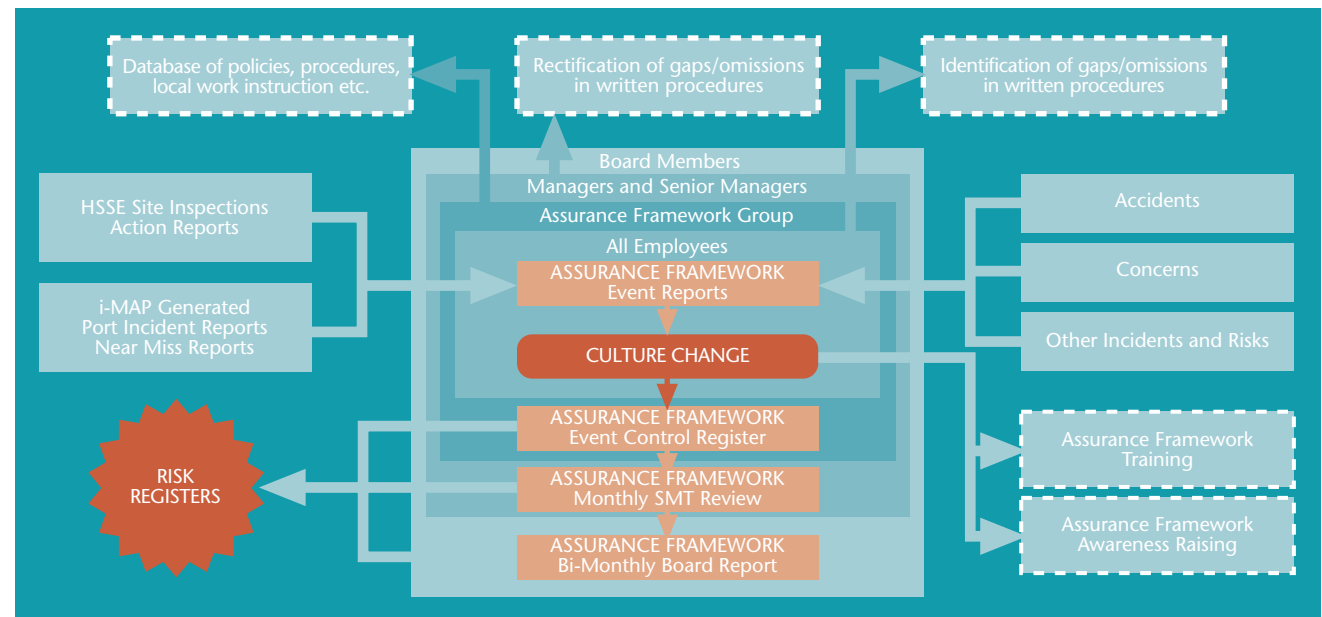 Database of policies, procedures,
local work instruction etc.
Rectification of gaps/omissions
in written procedures
Identification of gaps/omissions
in written procedures
Board Members
Managers and Senior Managers
Assurance Framework Group
All Employees
HSSE Site Inspections
Action Reports
i-MAP Generated
Port Incident Reports
Near Miss Reports
ASSURANCE FRAMEWORK
Event Reports
CULTURE CHANGE
ASSURANCE FRAMEWORK
Event Control Register
ASSURANCE FRAMEWORK
Monthly SMT Review
ASSURANCE FRAMEWORK
Bi-Monthly Board Report
Accidents
Concerns
Other Incidents and Risks
RISK
REGISTERS
Assurance Framework
Training
Assurance Framework
Awareness Raising